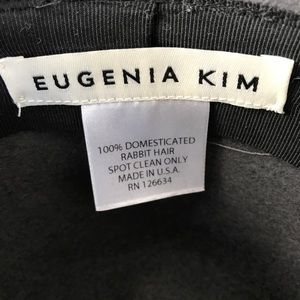 EUGENIA KIM
100% DOMESTICATED
RABBIT HAIR
SPOT CLEAN ONLY
MADE IN U.S.A.
RN 126634